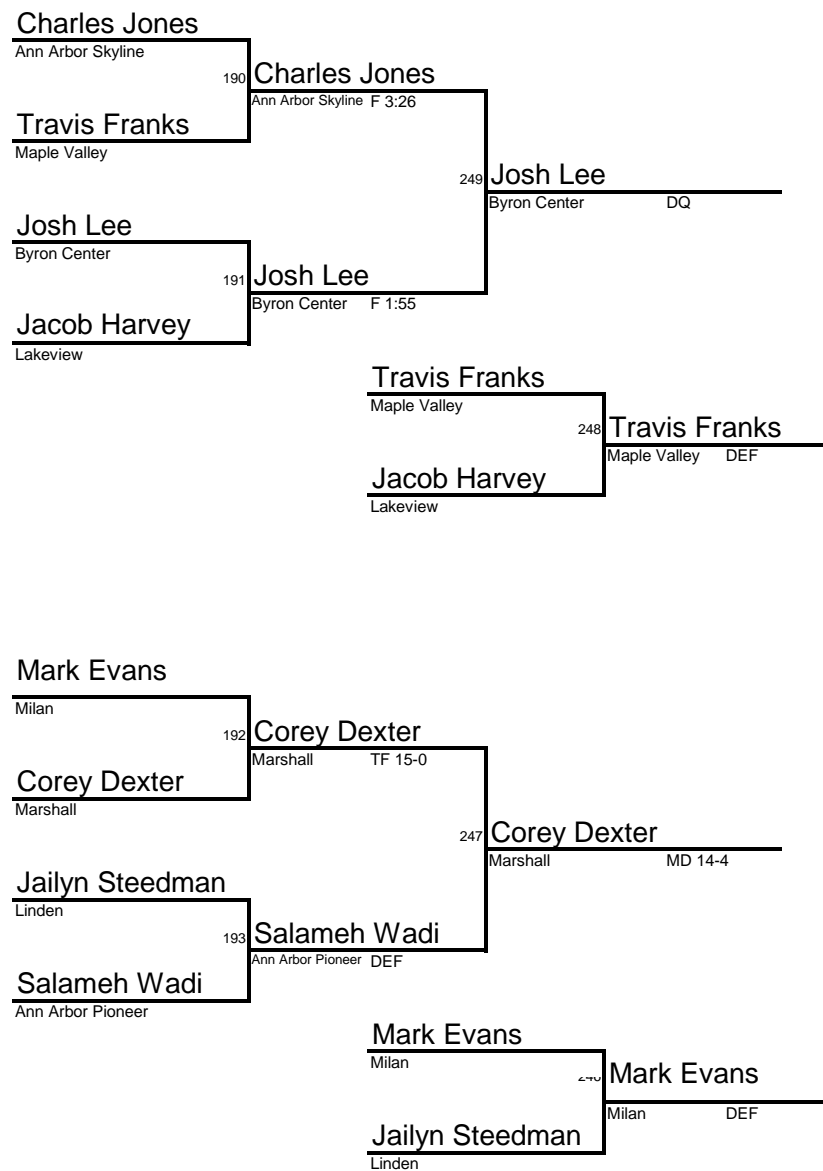 Charles Jones
Ann Arbor Skyline
190 Charles Jones
Ann Arbor Skyline F 3:26
Travis Franks
Maple Valley
249 Josh Lee
Byron Center DQ
Josh Lee
Byron Center
191 Josh Lee
Byron Center F 1:55
Jacob Harvey
Lakeview
Travis Franks
Maple Valley
248 Travis Franks
Maple Valley DEF
Jacob Harvey
Lakeview
Mark Evans
Milan
192 Corey Dexter
Marshall TF 15-0
Corey Dexter
Marshall
247 Corey Dexter
Marshall MD 14-4
Jailyn Steedman
Linden
193 Salameh Wadi
Ann Arbor Pioneer DEF
Salameh Wadi
Ann Arbor Pioneer
Mark Evans
Milan
Mark Evans
Milan DEF
Jailyn Steedman
Linden